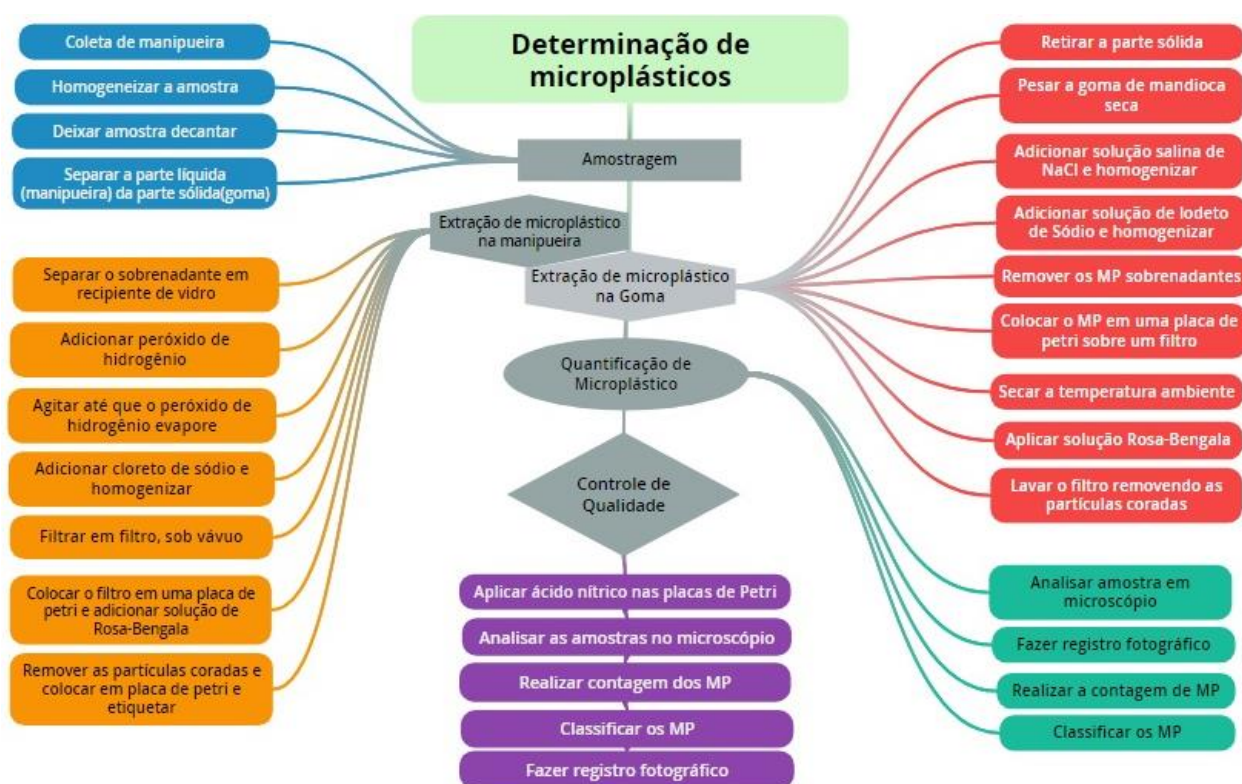 Determinação de
microplásticos
Coleta de manipueira
Homogeneizar a amostra
Deixar amostra decantar
Separar a parte líquida
(manipueira) da parte sólida(goma)
Amostragem
Extração de microplástico
na manipueira
Separar o sobrenadante em
recipiente de vidro
Adicionar peróxido de
hidrogênio
Agitar até que o peróxido de
hidrogênio evapore
Adicionar cloreto de sódio e
homogenizar
Filtrar em filtro, sob vávuo
Colocar o filtro em uma placa de
petri e adicionar solução de
Rosa-Bengala
Remover as partículas coradas e
colocar em placa de petri e
etiquetar
Extração de microplástico
na Goma
Retirar a parte sólida
Pesar a goma de mandioca
seca
Adicionar solução salina de
NaCl e homogenizar
Adicionar solução de lodeto
de Sódio e homogenizar
Remover os MP sobrenadantes
Colocar o MP em uma placa de
petri sobre um filtro
Secar a temperatura ambiente
Aplicar solução Rosa-Bengala
Lavar o filtro removendo as
partículas coradas
Quantificação de
Microplástico
Analisar amostra em
microscópio
Fazer registro fotográfico
Realizar a contagem de MP
Classificar os MP
Controle de
Qualidade
Aplicar ácido nítrico nas placas de Petri
Analisar as amostras no microscópio
Realizar contagem dos MP
Classificar os MP
Fazer registro fotográfico